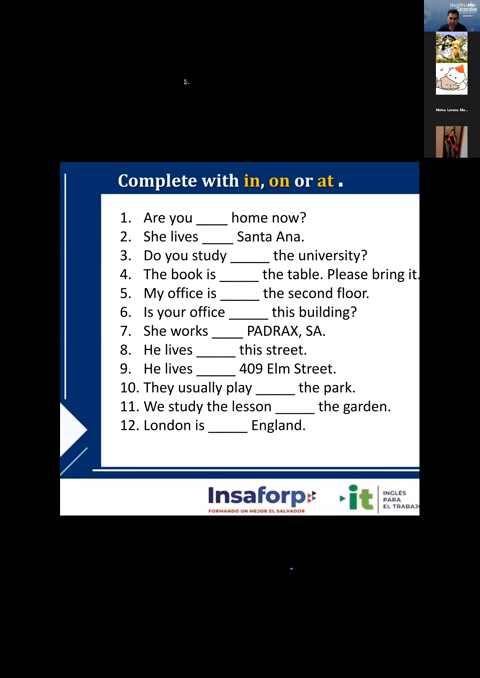 Inglés
Corporativo
Melva Lorena Ma...
Complete with in, on or at .
1. Are you ____ home now?
2. She lives ____ Santa Ana.
3. Do you study _____ the university?
4. The book is _____ the table. Please bring it.
5. My office is _____ the second floor.
6. Is your office _____ this building?
7. She works ____ PADRAX, SA.
8. He lives _____ this street.
9. He lives _____ 409 Elm Street.
10. They usually play _____ the park.
11. We study the lesson _____ the garden.
12. London is _____ England.
Insaforp
FORMANDO UN MEJOR EL SALVADOR
it
INGLÉS
PARA
EL TRABAJ